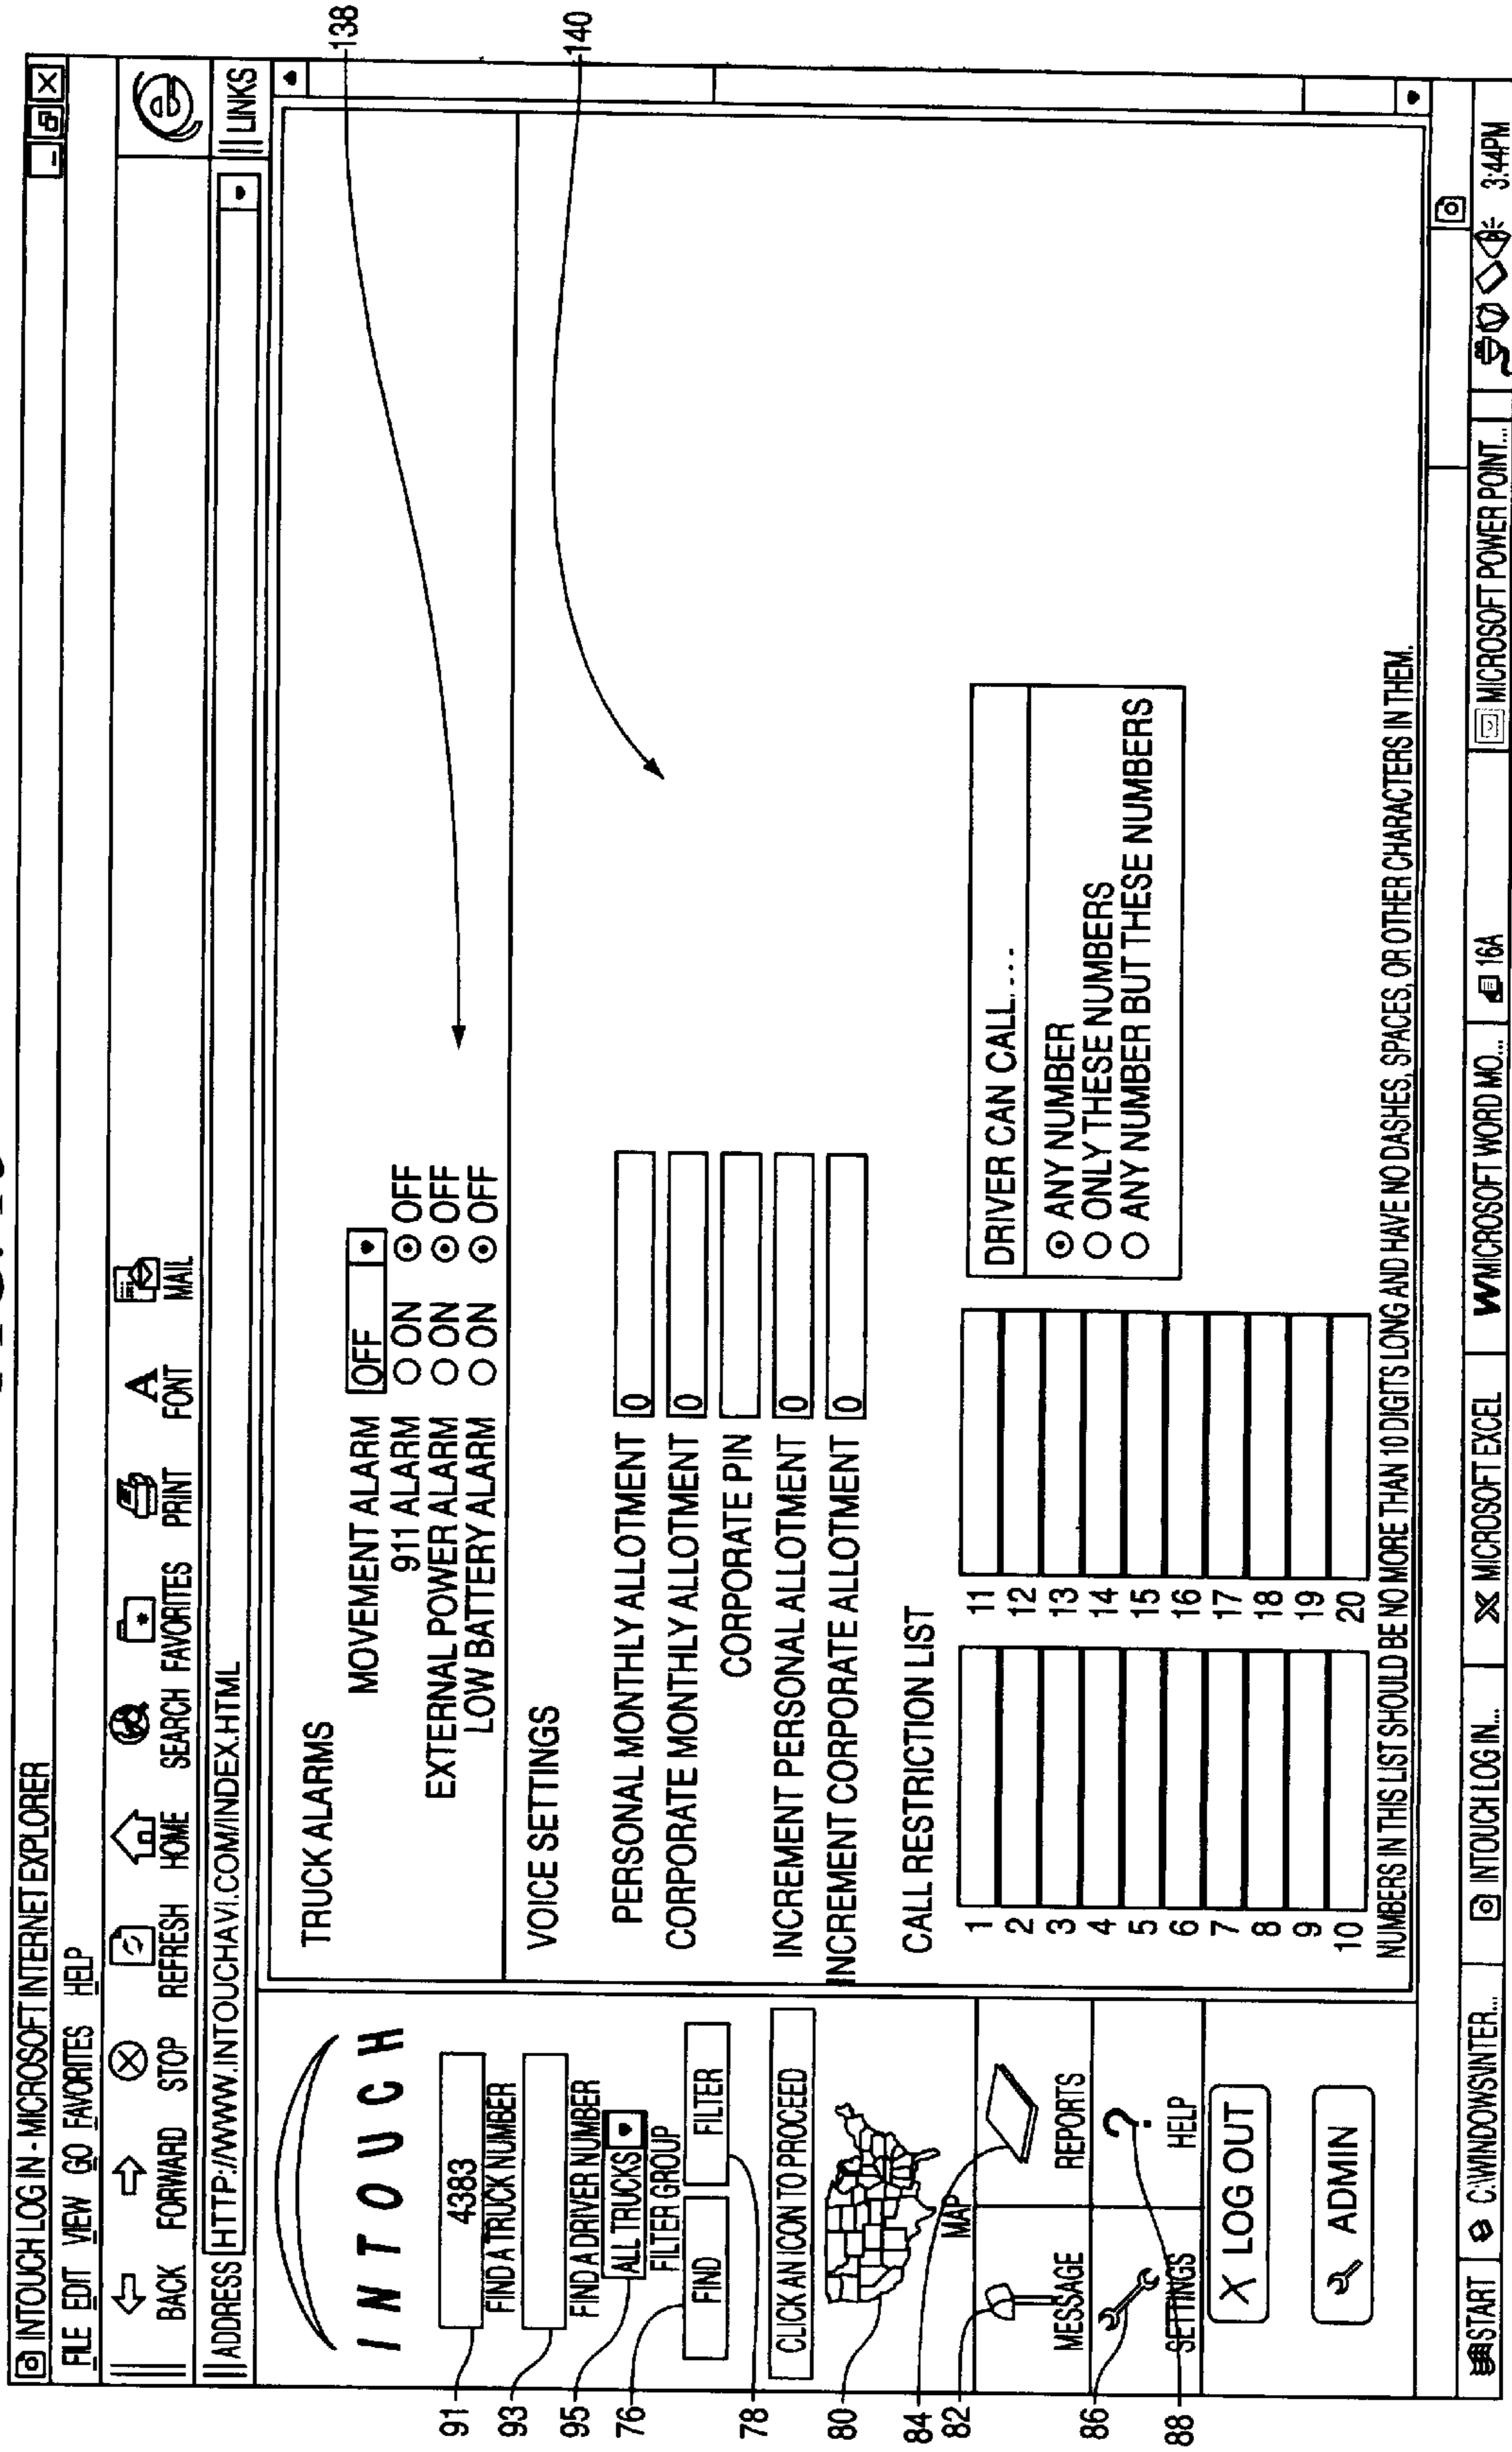 INTOUCH LOG IN - MICROSOFT INTERNET EXPLORER
FILE EDIT VIEW GO FAVORITES HELP
BACK FORWARD STOP REFRESH HOME SEARCH FAVORITES PRINT FONT MAIL
ADDRESS HTTP://WWW.INTOUCHAVI.COM/INDEX.HTML LINKS
INTOUCH
91 4383
FIND A TRUCK NUMBER
93
FIND A DRIVER NUMBER
95 ALL TRUCKS
FILTER GROUP
76 FIND FILTER
78
CLICK AN ICON TO PROCEED
80
MAP
84
82
MESSAGE REPORTS
86
SETTINGS HELP
88
X LOG OUT
ADMIN
TRUCK ALARMS
138
MOVEMENT ALARM OFF
911 ALARM ON OFF
EXTERNAL POWER ALARM ON OFF
LOW BATTERY ALARM ON OFF
VOICE SETTINGS
140
PERSONAL MONTHLY ALLOTMENT 0
CORPORATE MONTHLY ALLOTMENT 0
CORPORATE PIN
INCREMENT PERSONAL ALLOTMENT 0
INCREMENT CORPORATE ALLOTMENT 0
CALL RESTRICTION LIST
1 11
2 12
3 13
4 14
5 15
6 16
7 17
8 18
9 19
10 20
DRIVER CAN CALL....
ANY NUMBER
ONLY THESE NUMBERS
ANY NUMBER BUT THESE NUMBERS
NUMBERS IN THIS LIST SHOULD BE NO MORE THAN 10 DIGITS LONG AND HAVE NO DASHES, SPACES, OR OTHER CHARACTERS IN THEM.
START C:\WINDOWS\INTER... INTOUCH LOG IN... X MICROSOFT EXCEL W MICROSOFT WORD MO... 16A MICROSOFT POWER POINT... 3:44PM